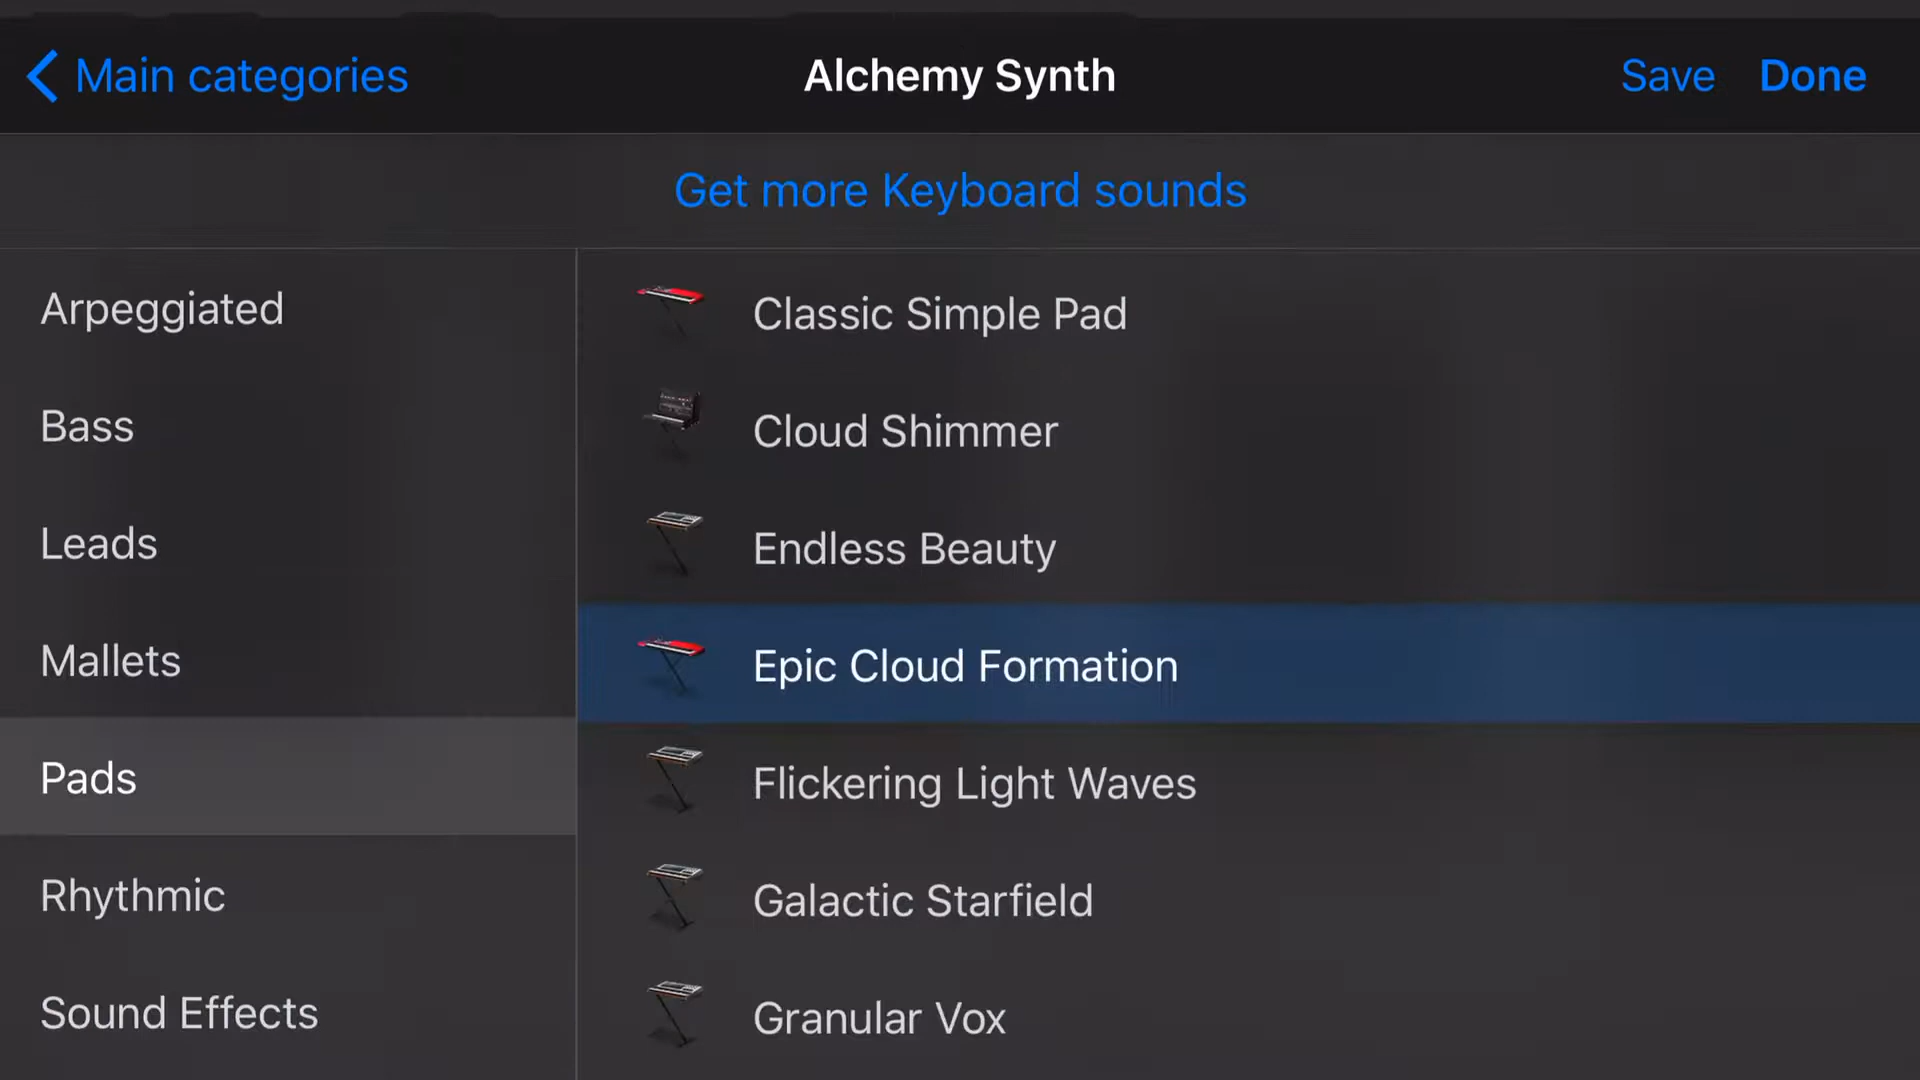 Main categories
Alchemy Synth
Save
Done
Get more Keyboard sounds
Arpeggiated
Bass
Leads
Mallets
Pads
Rhythmic
Sound Effects
Classic Simple Pad
Cloud Shimmer
Endless Beauty
Epic Cloud Formation
Flickering Light Waves
Galactic Starfield
Granular Vox